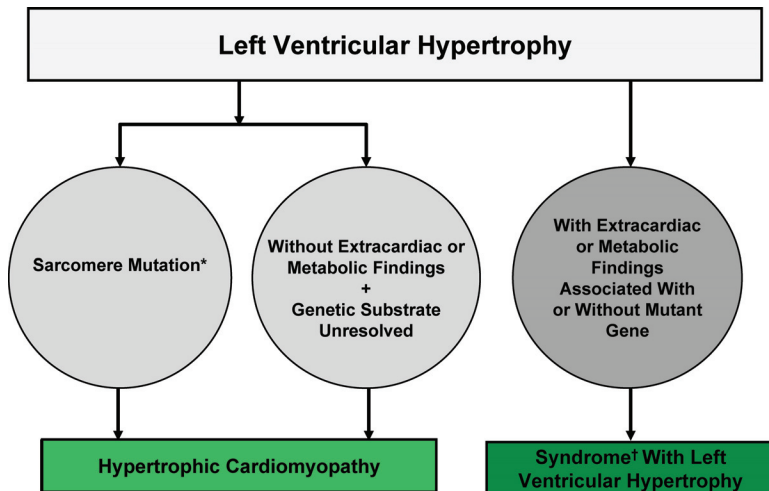 Left Ventricular Hypertrophy
Sarcomere Mutation*
Without Extracardiac or
Metabolic Findings
+
Genetic Substrate
Unresolved
With Extracardiac
or Metabolic
Findings
Associated With
or Without Mutant
Gene
Hypertrophic Cardiomyopathy
Syndrome† With Left
Ventricular Hypertrophy